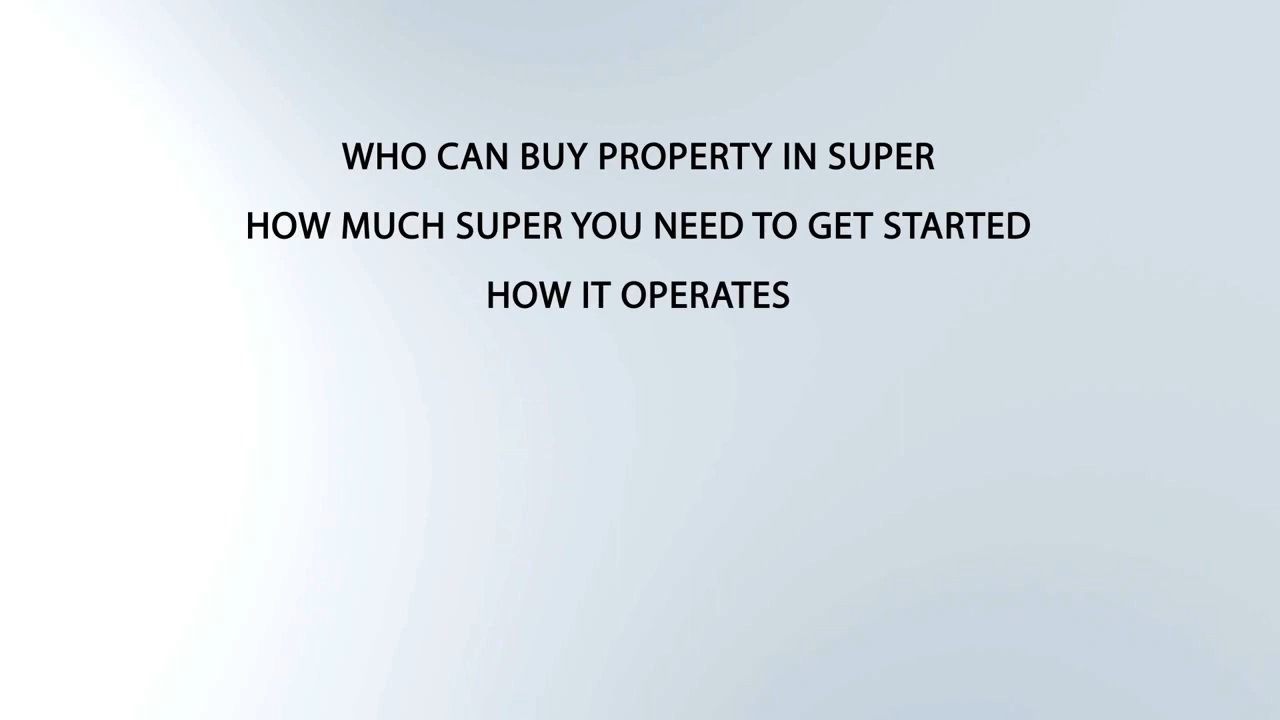 WHO CAN BUY PROPERTY IN SUPER
HOW MUCH SUPER YOU NEED TO GET STARTED
HOW IT OPERATES